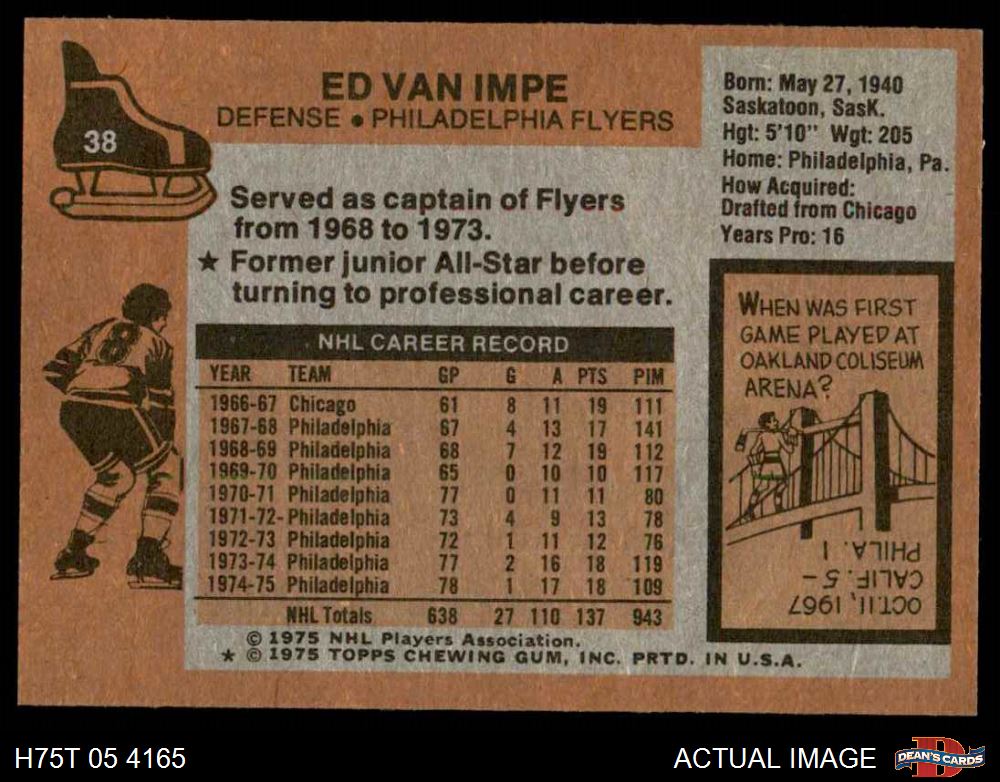 ED VAN IMPE
DEFENSE • PHILADELPHIA FLYERS
38
Served as captain of Flyers
from 1968 to 1973.
★ Former junior All-Star before
turning to professional career.
Born: May 27, 1940
Saskatoon, SasK.
Hgt: 5'10" Wgt: 205
Home: Philadelphia, Pa.
How Acquired:
Drafted from Chicago
Years Pro: 16
8
NHL CAREER RECORD
YEAR TEAM GP G A PTS PIM
1966-67 Chicago 61 8 11 19 111
1967-68 Philadelphia 67 4 13 17 141
1968-69 Philadelphia 68 7 12 19 112
1969-70 Philadelphia 65 0 10 10 117
1970-71 Philadelphia 77 0 11 11 80
1971-72- Philadelphia 73 4 9 13 78
1972-73 Philadelphia 72 1 11 12 76
1973-74 Philadelphia 77 2 16 18 119
1974-75 Philadelphia 78 1 17 18 109
NHL Totals 638 27 110 137 943
WHEN WAS FIRST
GAME PLAYED AT
OAKLAND COLISEUM
ARENA?
OCT. 11, 1967
CALIF. 5 -
PHILA. 1
© 1975 NHL Players Association.
★ © 1975 TOPPS CHEWING GUM, INC. PRTD. IN U.S.A.
H75T 05 4165
ACTUAL IMAGE
D
DEAN'S CARDS